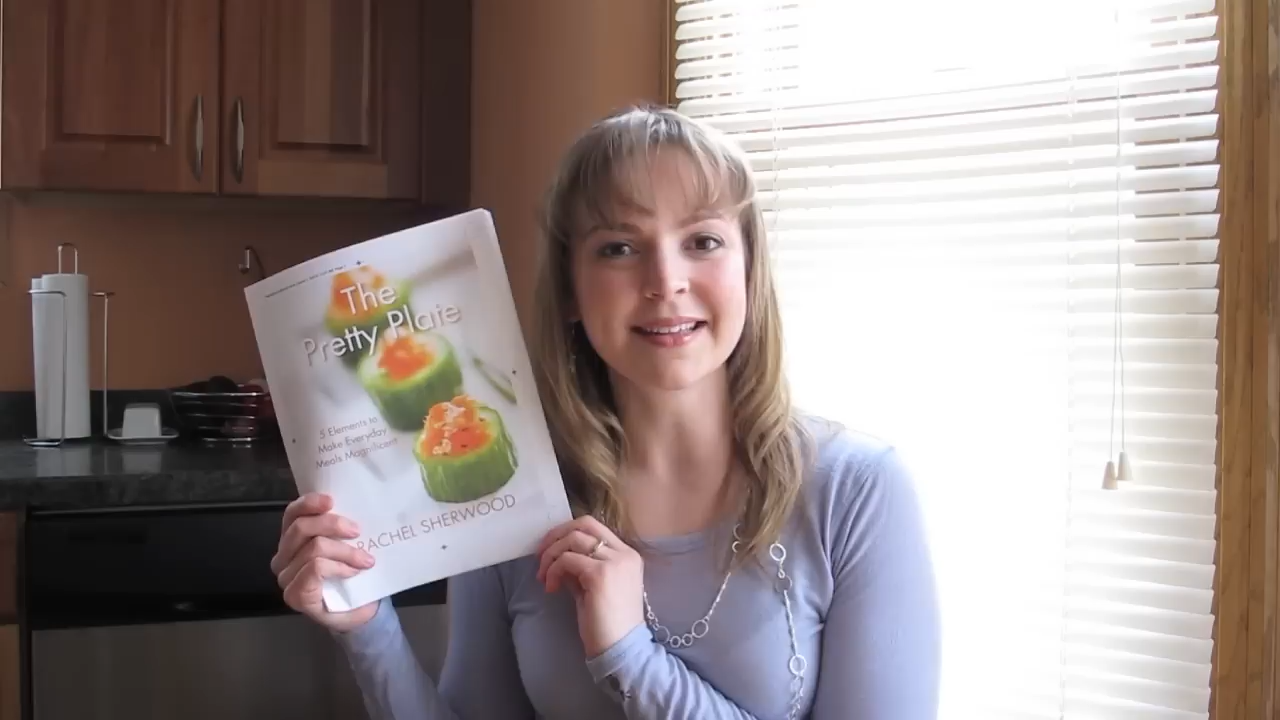 The
Pretty Plate
5 Elements to
Make Everyday
Meals Magnificent
RACHEL SHERWOOD